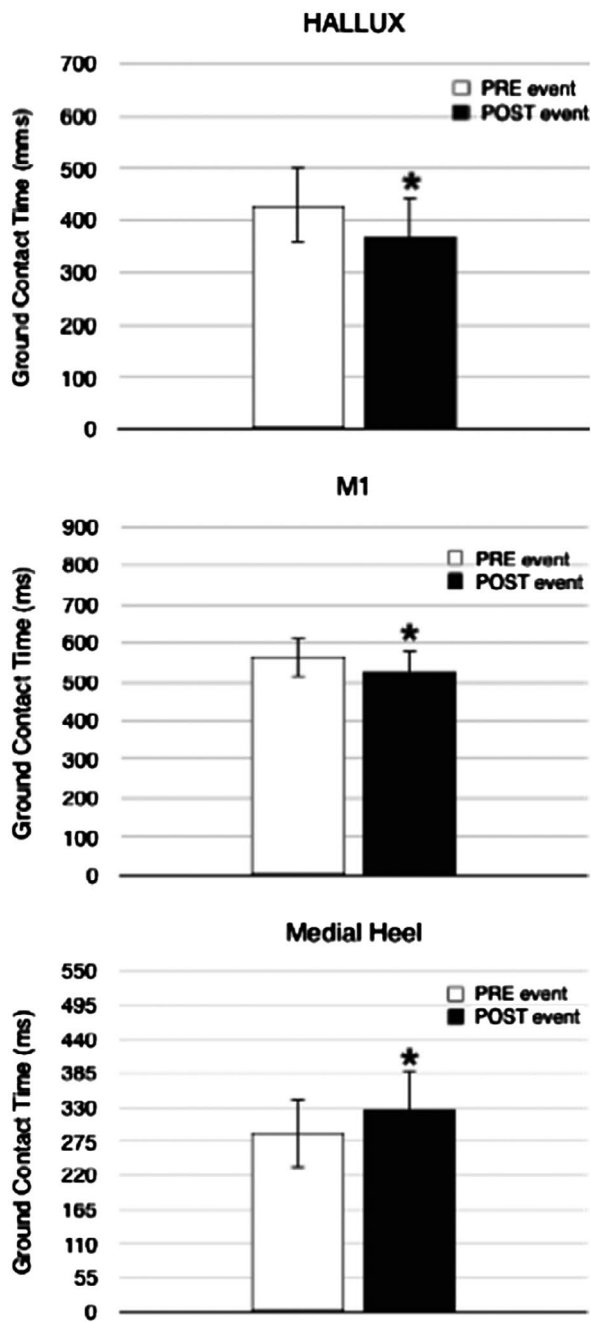 HALLUX
Ground Contact Time (mms)
700
600
500
400
300
200
100
0
PRE event
POST event
*
M1
Ground Contact Time (ms)
900
800
700
600
500
400
300
200
100
0
PRE event
POST event
*
Medial Heel
Ground Contact Time (ms)
550
495
440
385
330
275
220
165
110
55
0
PRE event
POST event
*